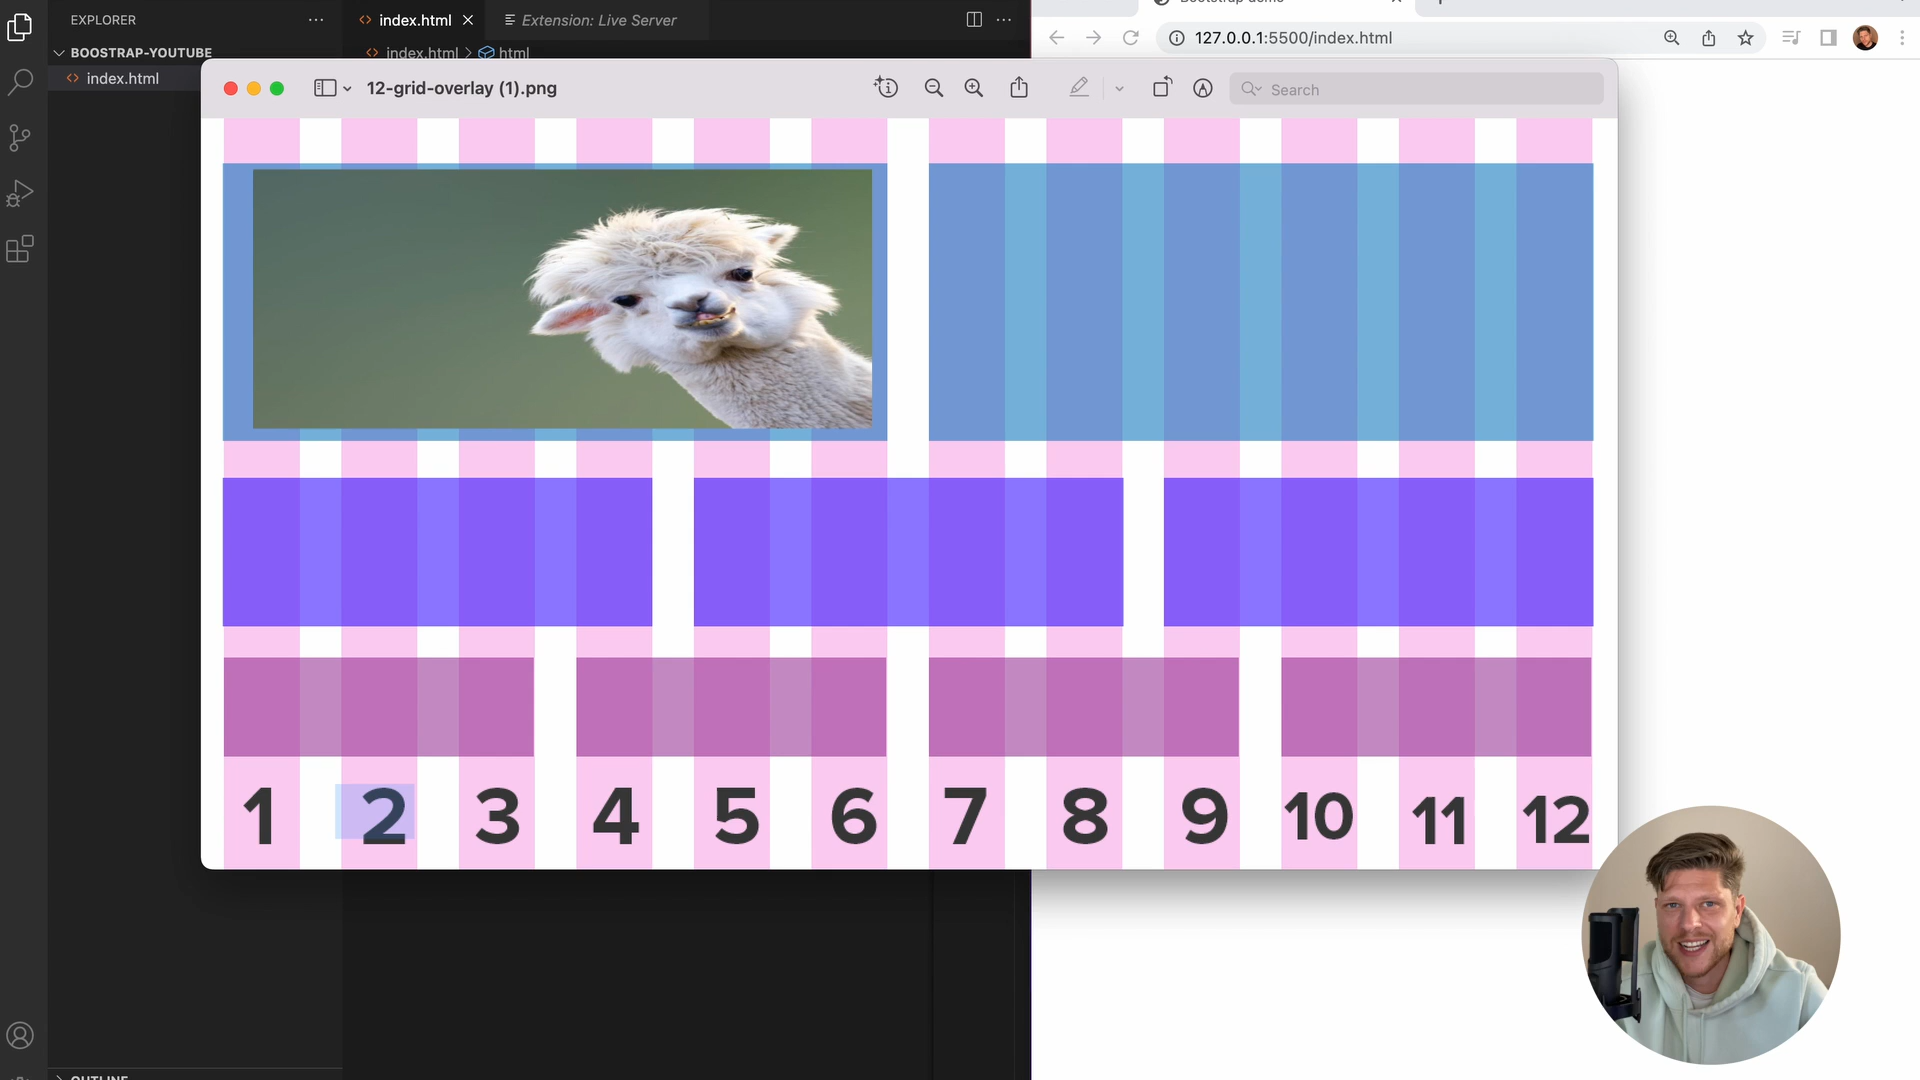 EXPLORER
index.html
Extension: Live Server
BOOSTRAP-YOUTUBE
index.html > html
index.html
127.0.0.1:5500/index.html
12-grid-overlay (1).png
Search
1 2 3 4 5 6 7 8 9 10 11 12